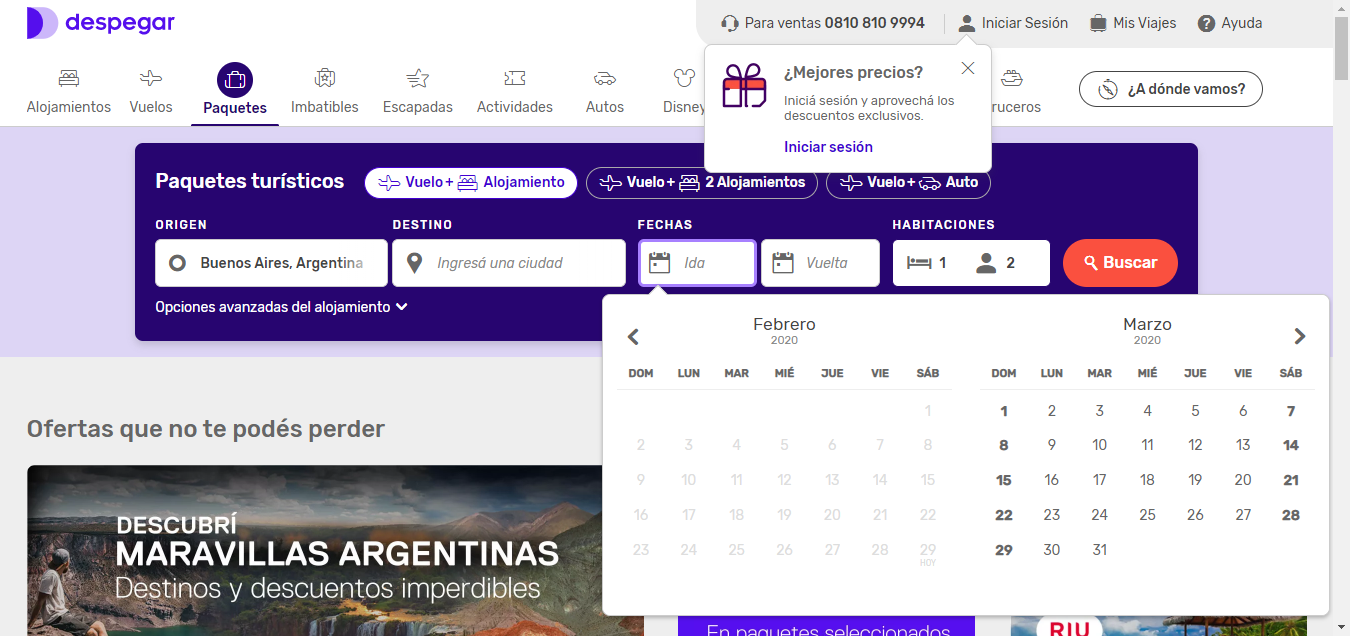 despegar
Para ventas 0810 810 9994
Iniciar Sesión
Mis Viajes
Ayuda
Alojamientos
Vuelos
Paquetes
Imbatibles
Escapadas
Actividades
Autos
Disney
ruceros
¿A dónde vamos?
¿Mejores precios?
Iniciá sesión y aprovechá los
descuentos exclusivos.
Iniciar sesión
Paquetes turísticos
Vuelo + Alojamiento
Vuelo + 2 Alojamientos
Vuelo + Auto
ORIGEN
DESTINO
FECHAS
HABITACIONES
Buenos Aires, Argentina
Ingresá una ciudad
Ida
Vuelta
1
2
Buscar
Opciones avanzadas del alojamiento
Febrero
2020
DOM LUN MAR MIÉ JUE VIE SÁB
1
2 3 4 5 6 7 8
9 10 11 12 13 14 15
16 17 18 19 20 21 22
23 24 25 26 27 28 29
HOY
Marzo
2020
DOM LUN MAR MIÉ JUE VIE SÁB
1 2 3 4 5 6 7
8 9 10 11 12 13 14
15 16 17 18 19 20 21
22 23 24 25 26 27 28
29 30 31
Ofertas que no te podés perder
DESCUBRÍ
MARAVILLAS ARGENTINAS
Destinos y descuentos imperdibles
En paquetes seleccionados
RIU